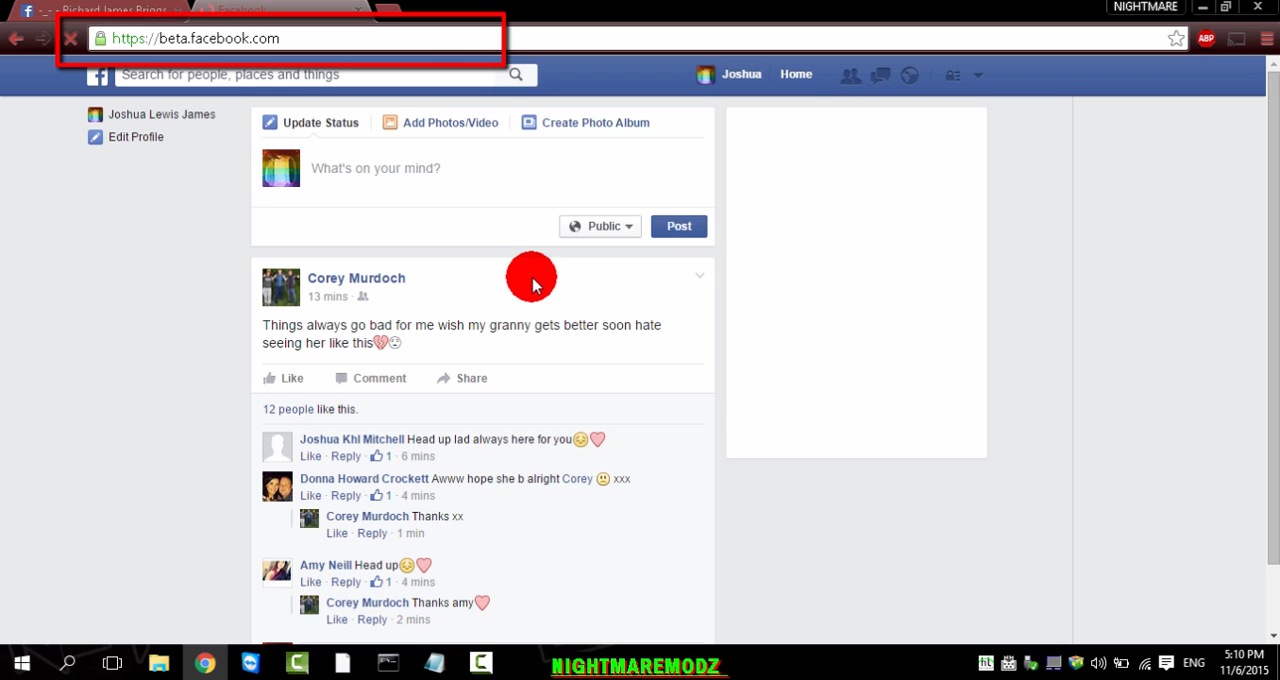 -_- - Richard James Briggs
Facebook
NIGHTMARE
https://beta.facebook.com
ABP
Search for people, places and things
Joshua
Home
Joshua Lewis James
Edit Profile
Update Status
Add Photos/Video
Create Photo Album
What's on your mind?
Public
Post
Corey Murdoch
13 mins ·
Things always go bad for me wish my granny gets better soon hate
seeing her like this💔😔
Like
Comment
Share
12 people like this.
Joshua Khl Mitchell Head up lad always here for you😔❤
Like · Reply · 1 · 6 mins
Donna Howard Crockett Awww hope she b alright Corey 🙁 xxx
Like · Reply · 1 · 4 mins
Corey Murdoch Thanks xx
Like · Reply · 1 min
Amy Neill Head up😔❤
Like · Reply · 1 · 4 mins
Corey Murdoch Thanks amy❤
Like · Reply · 2 mins
NIGHTMAREMODZ
ENG
5:10 PM
11/6/2015